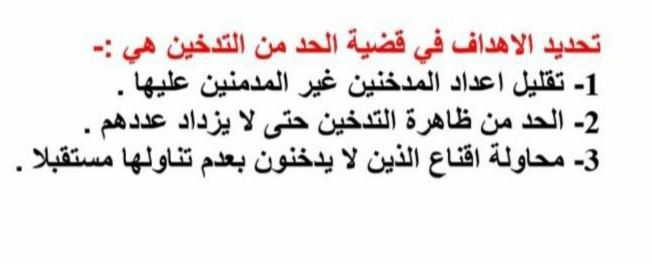 تحديد الاهداف في قضية الحد من التدخين هي :-
1- تقليل اعداد المدخنين غير المدمنين عليها .
2- الحد من ظاهرة التدخين حتى لا يزداد عددهم .
3- محاولة اقناع الذين لا يدخنون بعدم تناولها مستقبلا .